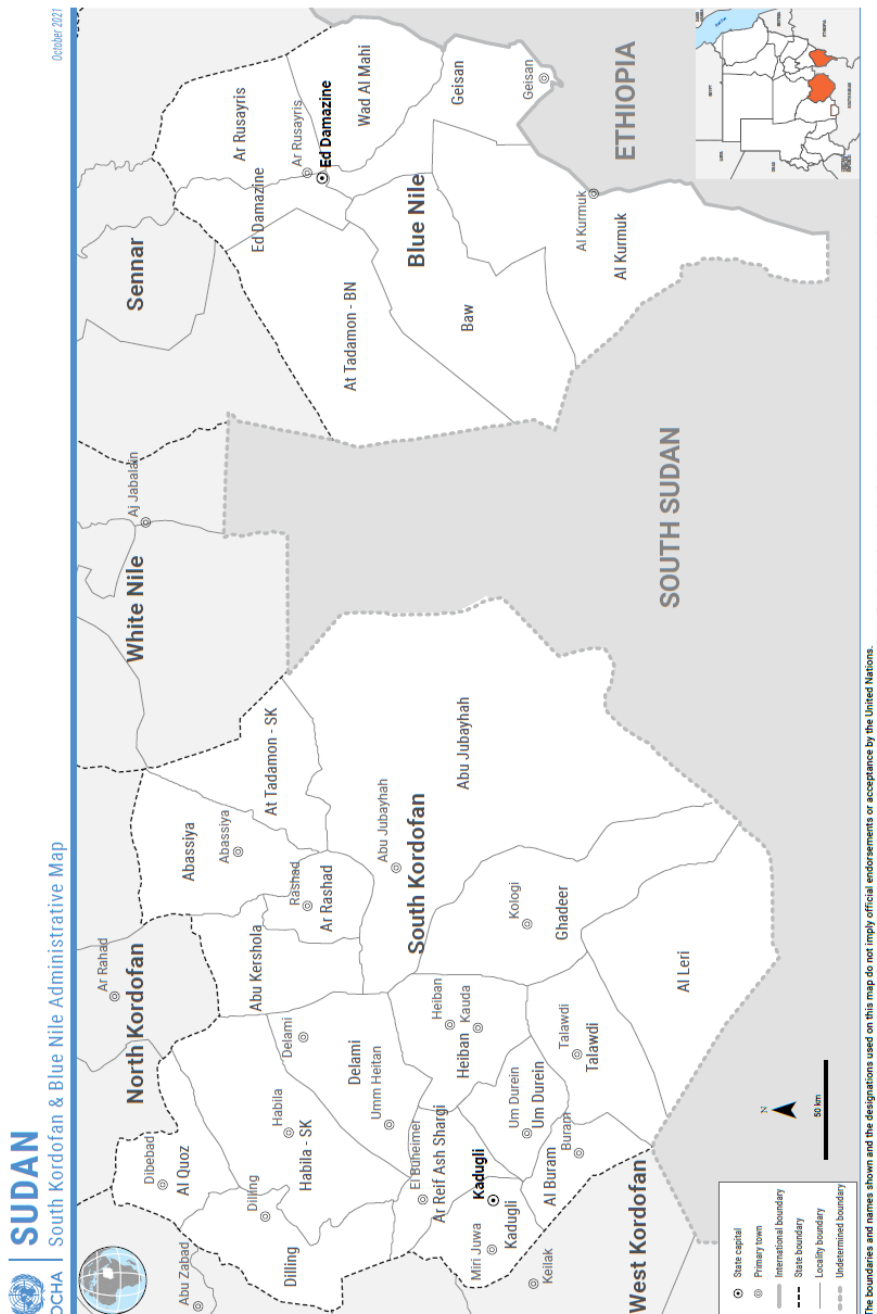 OCHA
SUDAN
South Kordofan & Blue Nile Administrative Map
October 2021
Sennar
White Nile
Aj Jabalain
North Kordofan
Ar Rahad
Abu Zabad
Dibebad
Al Quoz
Dilling
Dilling
Habila
Habila - SK
Delami
Delami
Umm Heitan
Abu Kershola
Abassiya
Abassiya
Rashad
Ar Rashad
At Tadamon - SK
Abu Jubayhah
Abu Jubayhah
South Kordofan
El Buheimer
Ar Reif Ash Shargi
Heiban
Kauda
Heiban
Kologi
Ghadeer
Miri Juwa
Kadugli
Kadugli
Keilak
Um Durein
Um Durein
Al Buram
Buram
Talawdi
Talawdi
Al Leri
West Kordofan
Ar Rusayris
Ar Rusayris
Ed Damazine
Ed Damazine
Wad Al Mahi
At Tadamon - BN
Blue Nile
Baw
Geisan
Geisan
Al Kurmuk
Al Kurmuk
ETHIOPIA
SOUTH SUDAN
State capital
Primary town
International boundary
State boundary
Locality boundary
Undetermined boundary
N
50 km
The boundaries and names shown and the designations used on this map do not imply official endorsements or acceptance by the United Nations.